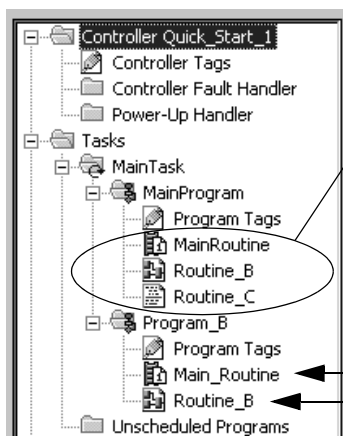 Controller Quick_Start_1
Controller Tags
Controller Fault Handler
Power-Up Handler
Tasks
MainTask
MainProgram
Program Tags
MainRoutine
Routine_B
Routine_C
Program_B
Program Tags
Main_Routine
Routine_B
Unscheduled Programs